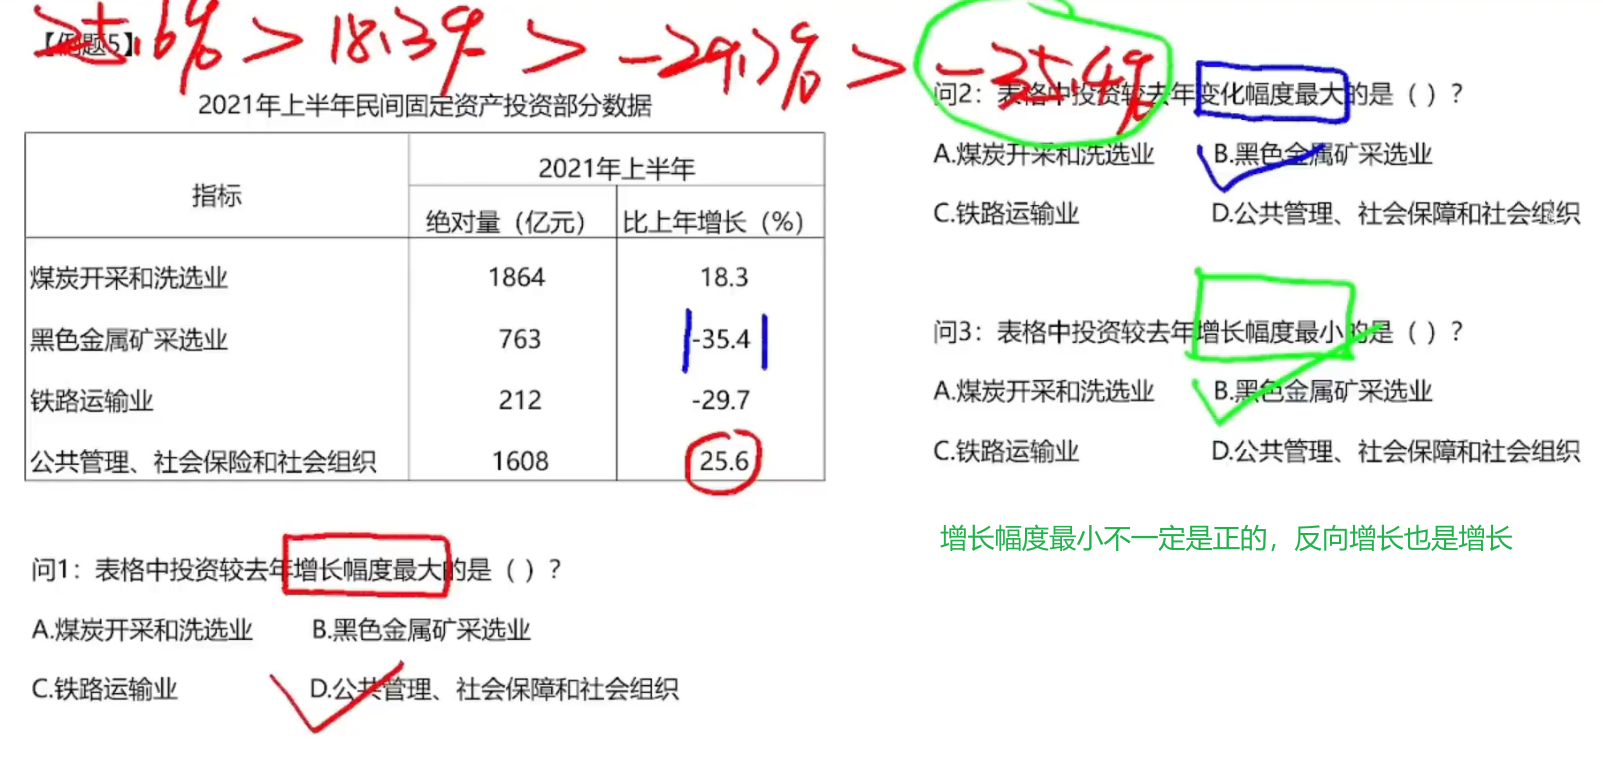 25.6% > 18.3% > -29.7% > -35.4%
【例题5】
2021年上半年民间固定资产投资部分数据
指标 2021年上半年
绝对量（亿元） 比上年增长（%）
煤炭开采和洗选业 1864 18.3
黑色金属矿采选业 763 -35.4
铁路运输业 212 -29.7
公共管理、社会保险和社会组织 1608 25.6
问1：表格中投资较去年增长幅度最大的是（ ）？
A.煤炭开采和洗选业 B.黑色金属矿采选业
C.铁路运输业 D.公共管理、社会保障和社会组织
问2：表格中投资较去年变化幅度最大的是（ ）？
A.煤炭开采和洗选业 B.黑色金属矿采选业
C.铁路运输业 D.公共管理、社会保障和社会组织
问3：表格中投资较去年增长幅度最小的是（ ）？
A.煤炭开采和洗选业 B.黑色金属矿采选业
C.铁路运输业 D.公共管理、社会保障和社会组织
增长幅度最小不一定是正的，反向增长也是增长